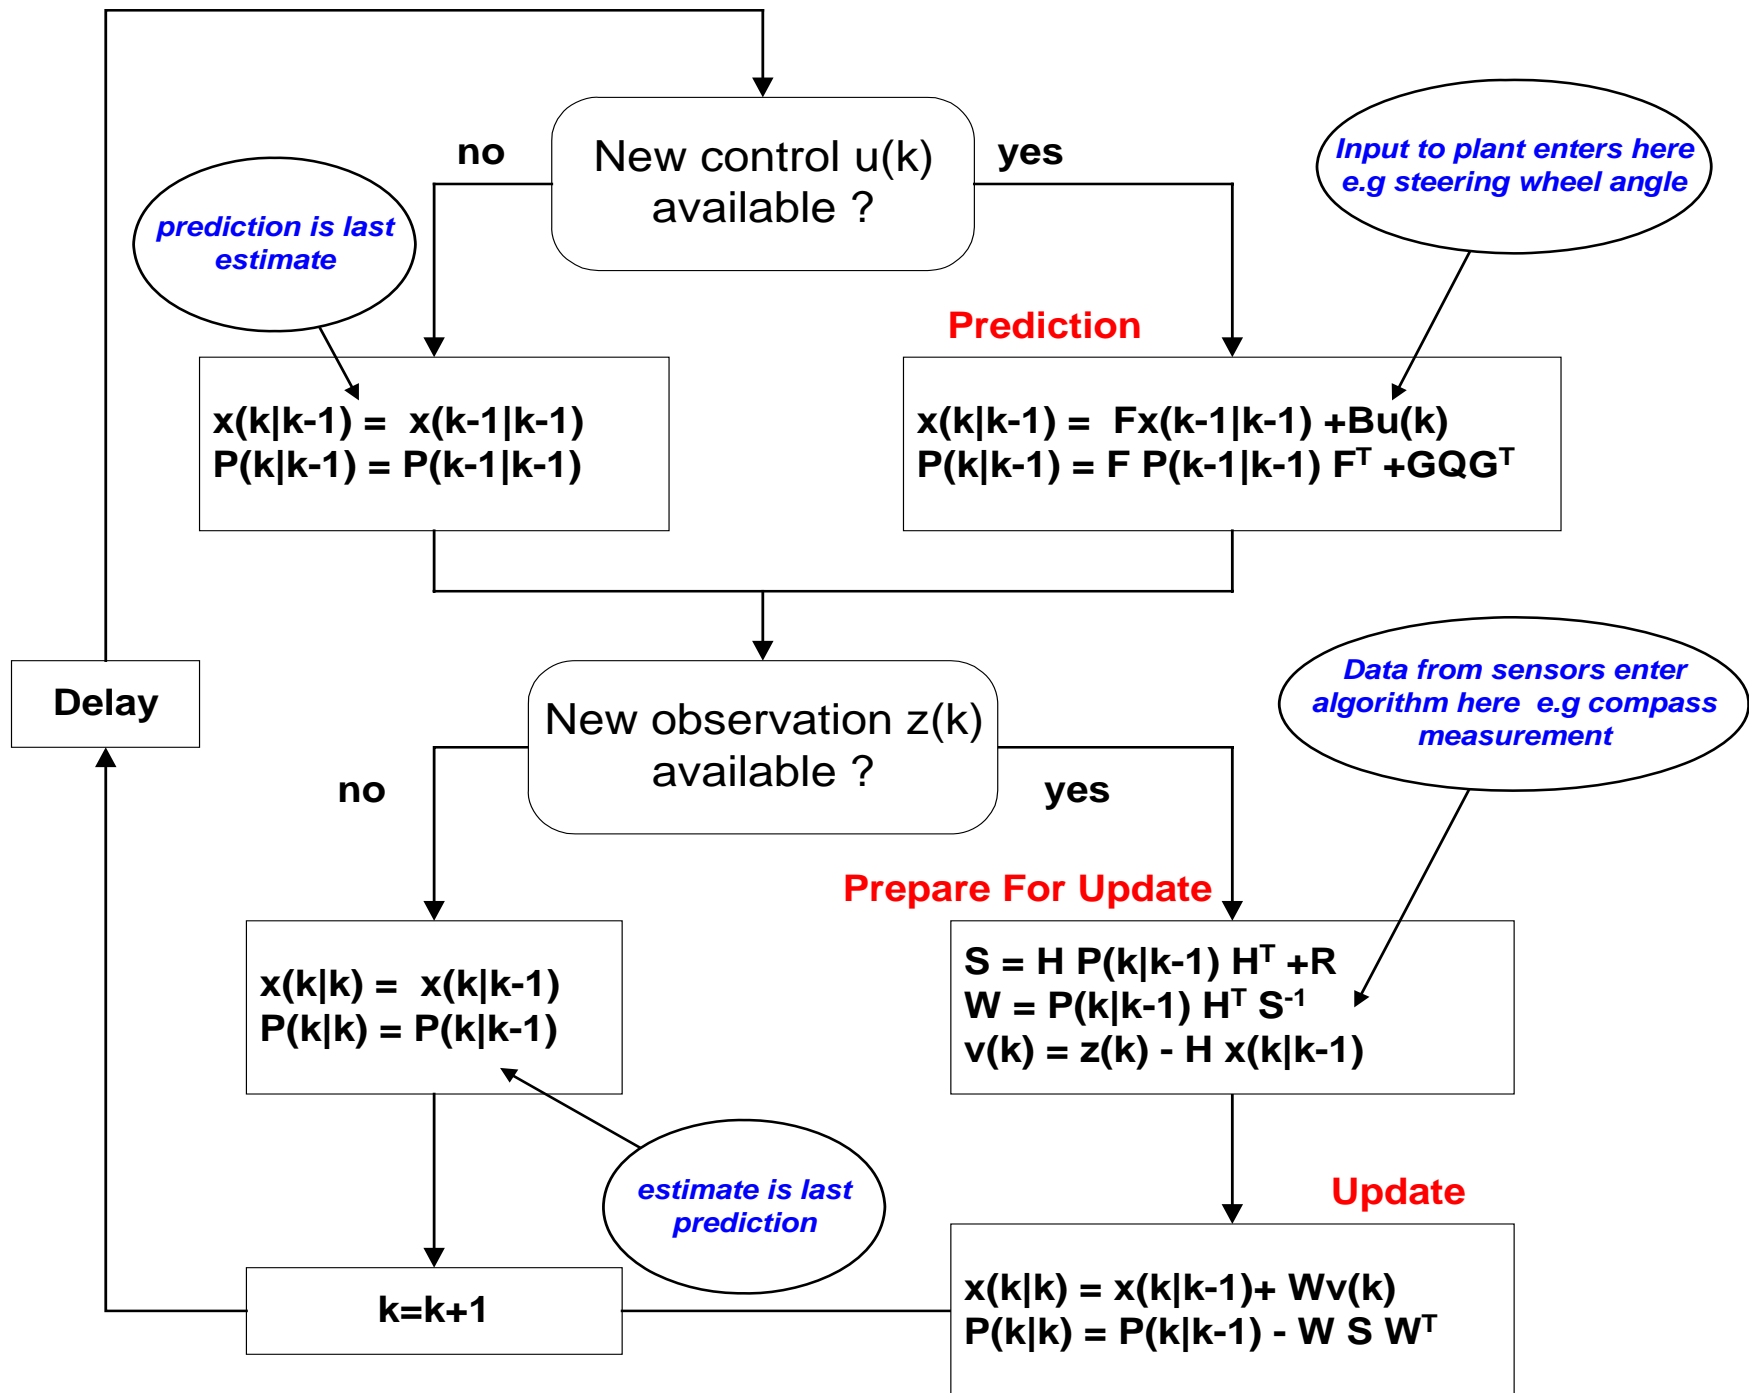 New control u(k)
available ?
no
yes
Input to plant enters here
e.g steering wheel angle
prediction is last
estimate
Prediction
x(k|k-1) =  x(k-1|k-1)
P(k|k-1) = P(k-1|k-1)
x(k|k-1) =  Fx(k-1|k-1) +Bu(k)
P(k|k-1) = F P(k-1|k-1) Fᵀ +GQGᵀ
Delay
New observation z(k)
available ?
Data from sensors enter
algorithm here  e.g compass
measurement
no
yes
Prepare For Update
x(k|k) =  x(k|k-1)
P(k|k) = P(k|k-1)
S = H P(k|k-1) Hᵀ +R
W = P(k|k-1) Hᵀ S⁻¹
v(k) = z(k) - H x(k|k-1)
estimate is last
prediction
Update
k=k+1
x(k|k) = x(k|k-1)+ Wv(k)
P(k|k) = P(k|k-1) - W S Wᵀ